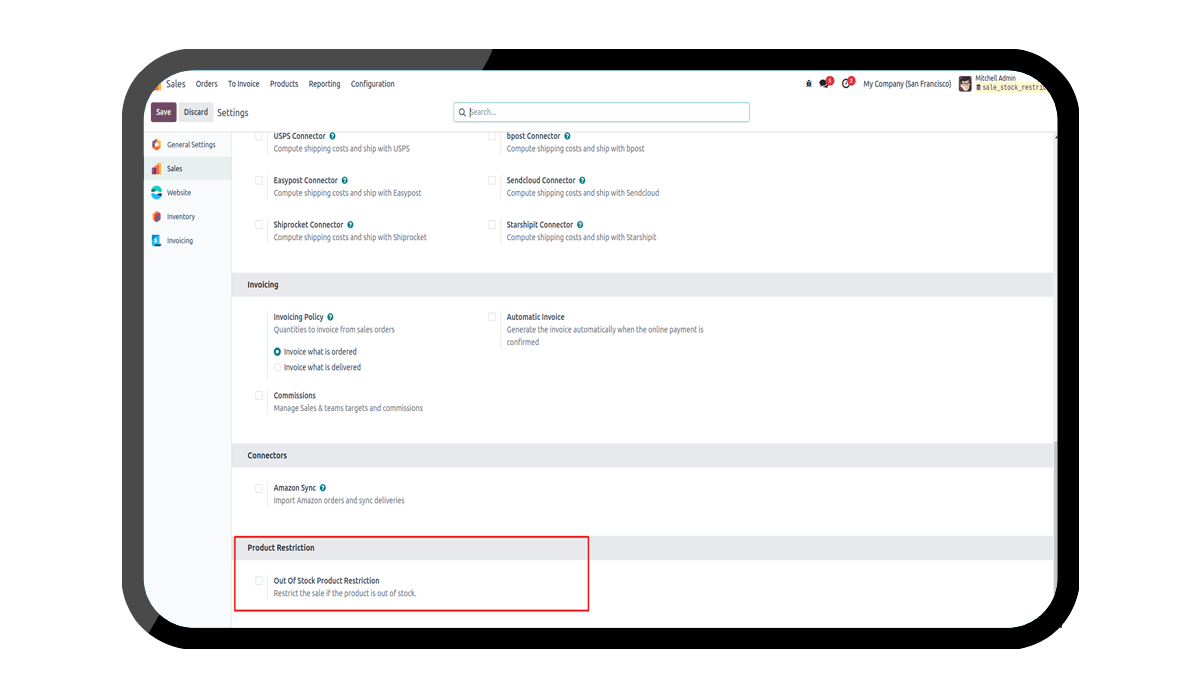 Sales Orders To Invoice Products Reporting Configuration
5 2 My Company (San Francisco) Mitchell Admin
sale_stock_restric
Save Discard Settings
Search...
General Settings
Sales
Website
Inventory
Invoicing
USPS Connector ?
Compute shipping costs and ship with USPS
bpost Connector ?
Compute shipping costs and ship with bpost
Easypost Connector ?
Compute shipping costs and ship with Easypost
Sendcloud Connector ?
Compute shipping costs and ship with Sendcloud
Shiprocket Connector ?
Compute shipping costs and ship with Shiprocket
Starshipit Connector ?
Compute shipping costs and ship with Starshipit
Invoicing
Invoicing Policy ?
Quantities to invoice from sales orders
Invoice what is ordered
Invoice what is delivered
Automatic Invoice
Generate the invoice automatically when the online payment is
confirmed
Commissions
Manage Sales & teams targets and commissions
Connectors
Amazon Sync ?
Import Amazon orders and sync deliveries
Product Restriction
Out Of Stock Product Restriction
Restrict the sale if the product is out of stock.